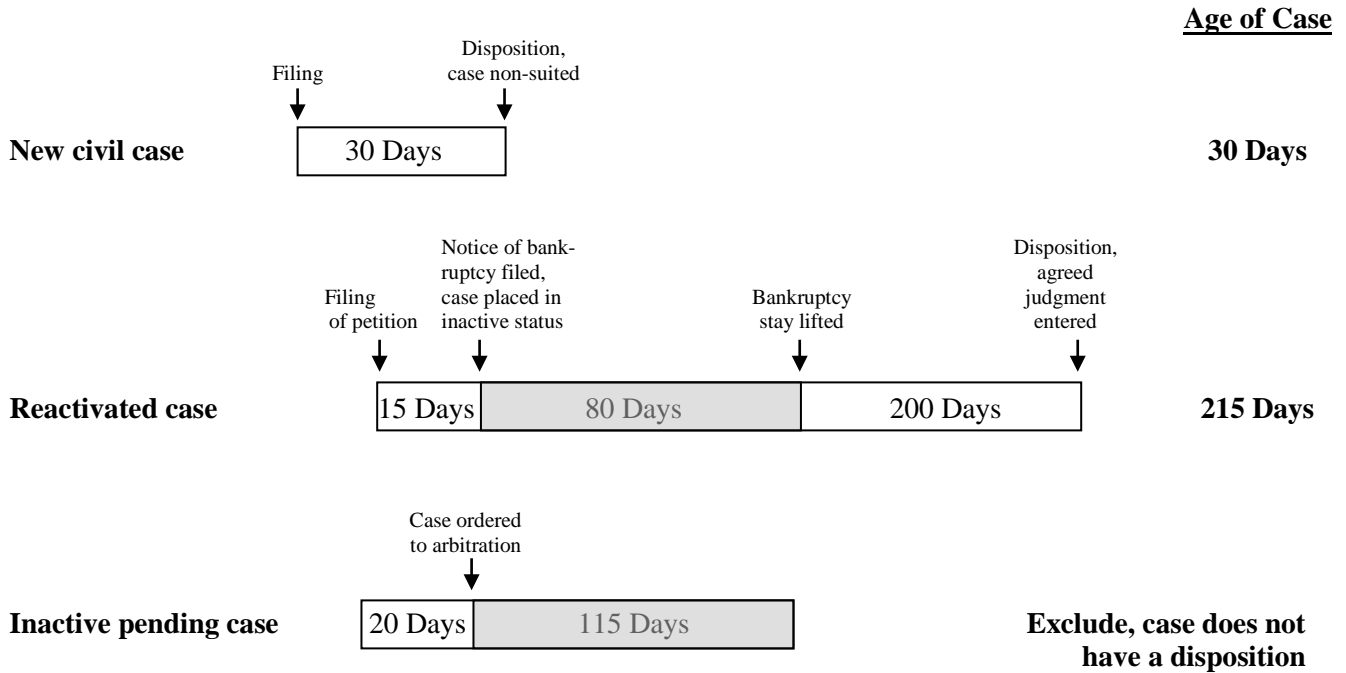 Age of Case
Disposition,
case non-suited
Filing
New civil case
30 Days
30 Days
Notice of bank-
ruptcy filed,
case placed in
inactive status
Disposition,
agreed
judgment
entered
Filing
of petition
Bankruptcy
stay lifted
Reactivated case
15 Days
80 Days
200 Days
215 Days
Case ordered
to arbitration
Inactive pending case
20 Days
115 Days
Exclude, case does not
have a disposition